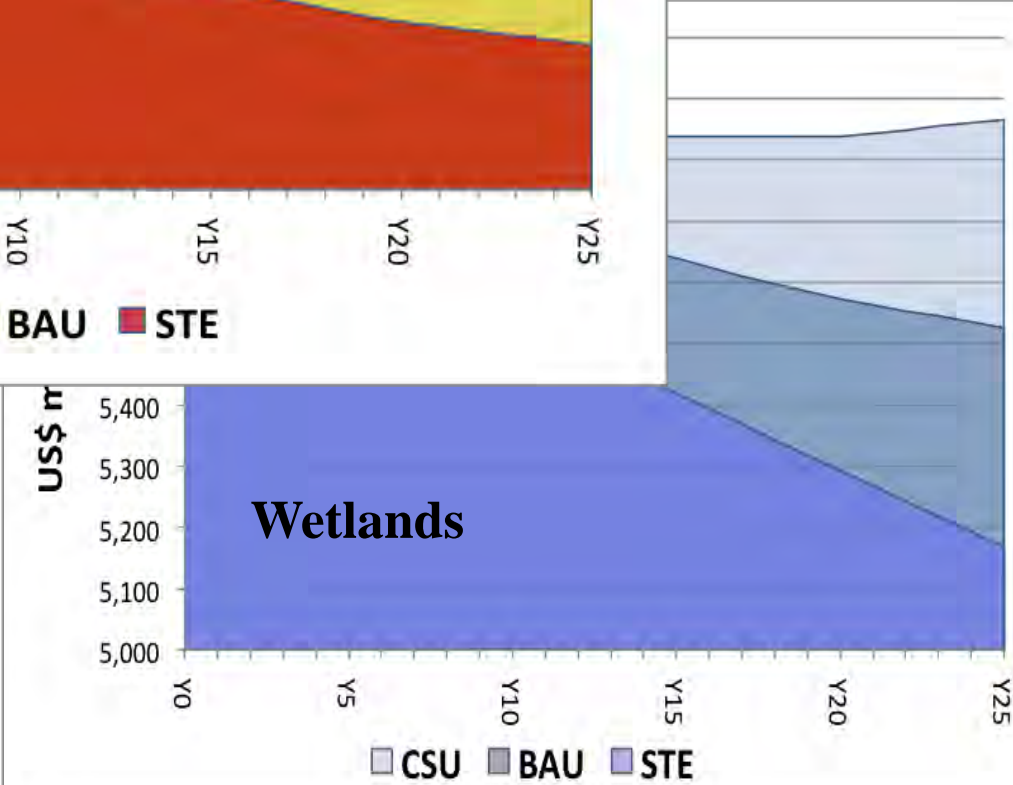 Y10 Y15 Y20 Y25
BAU STE
US$ m
5,400
5,300
5,200
5,100
5,000
Wetlands
Y0 Y5 Y10 Y15 Y20 Y25
CSU BAU STE